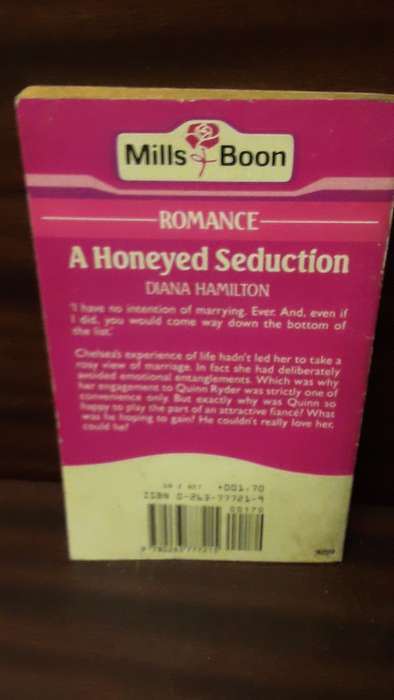 Mills & Boon
ROMANCE
A Honeyed Seduction
DIANA HAMILTON
'I have no intention of marrying. Ever. And, even if
I did, you would come way down the bottom of
the list.'
Chelsea's experience of life hadn't led her to take a
rosy view of marriage. In fact she had deliberately
avoided emotional entanglements. Which was why
her engagement to Quinn Ryder was strictly one of
convenience only. But exactly why was Quinn so
happy to play the part of an attractive fiancé? What
was he hoping to gain? He couldn't really love her,
could he?
+001.70
ISBN 0-263-77721-9
00170